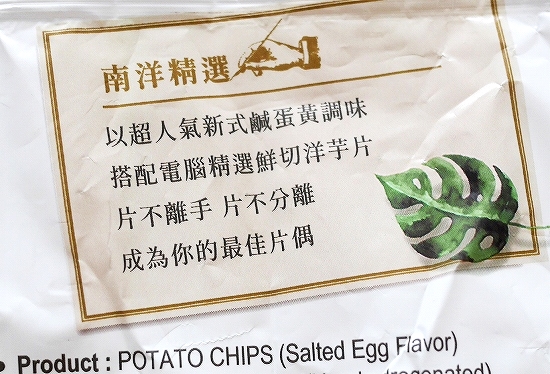 南洋精選
以超人氣新式鹹蛋黃調味
搭配電腦精選鮮切洋芋片
片不離手 片不分離
成為你的最佳片偶
Product : POTATO CHIPS (Salted Egg Flavor)